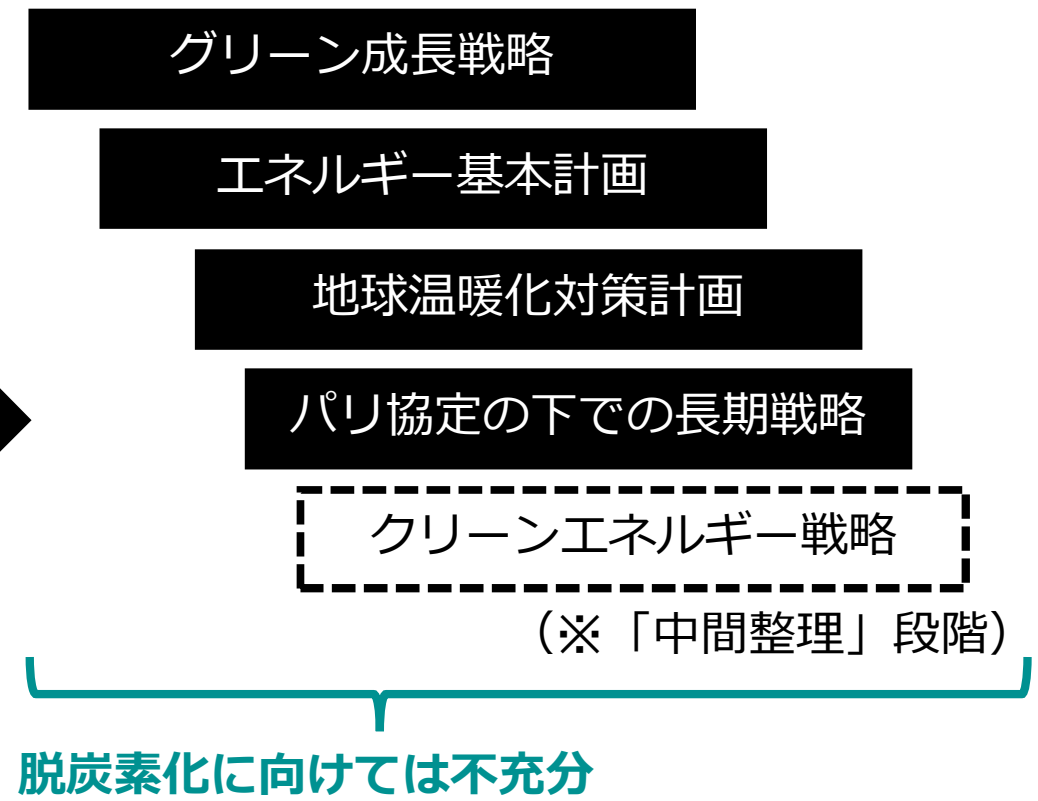 グリーン成長戦略
エネルギー基本計画
地球温暖化対策計画
パリ協定の下での長期戦略
クリーンエネルギー戦略
（※「中間整理」段階）
脱炭素化に向けては不充分